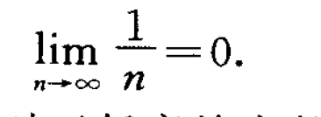 lim_{n→∞} 1/n = 0.